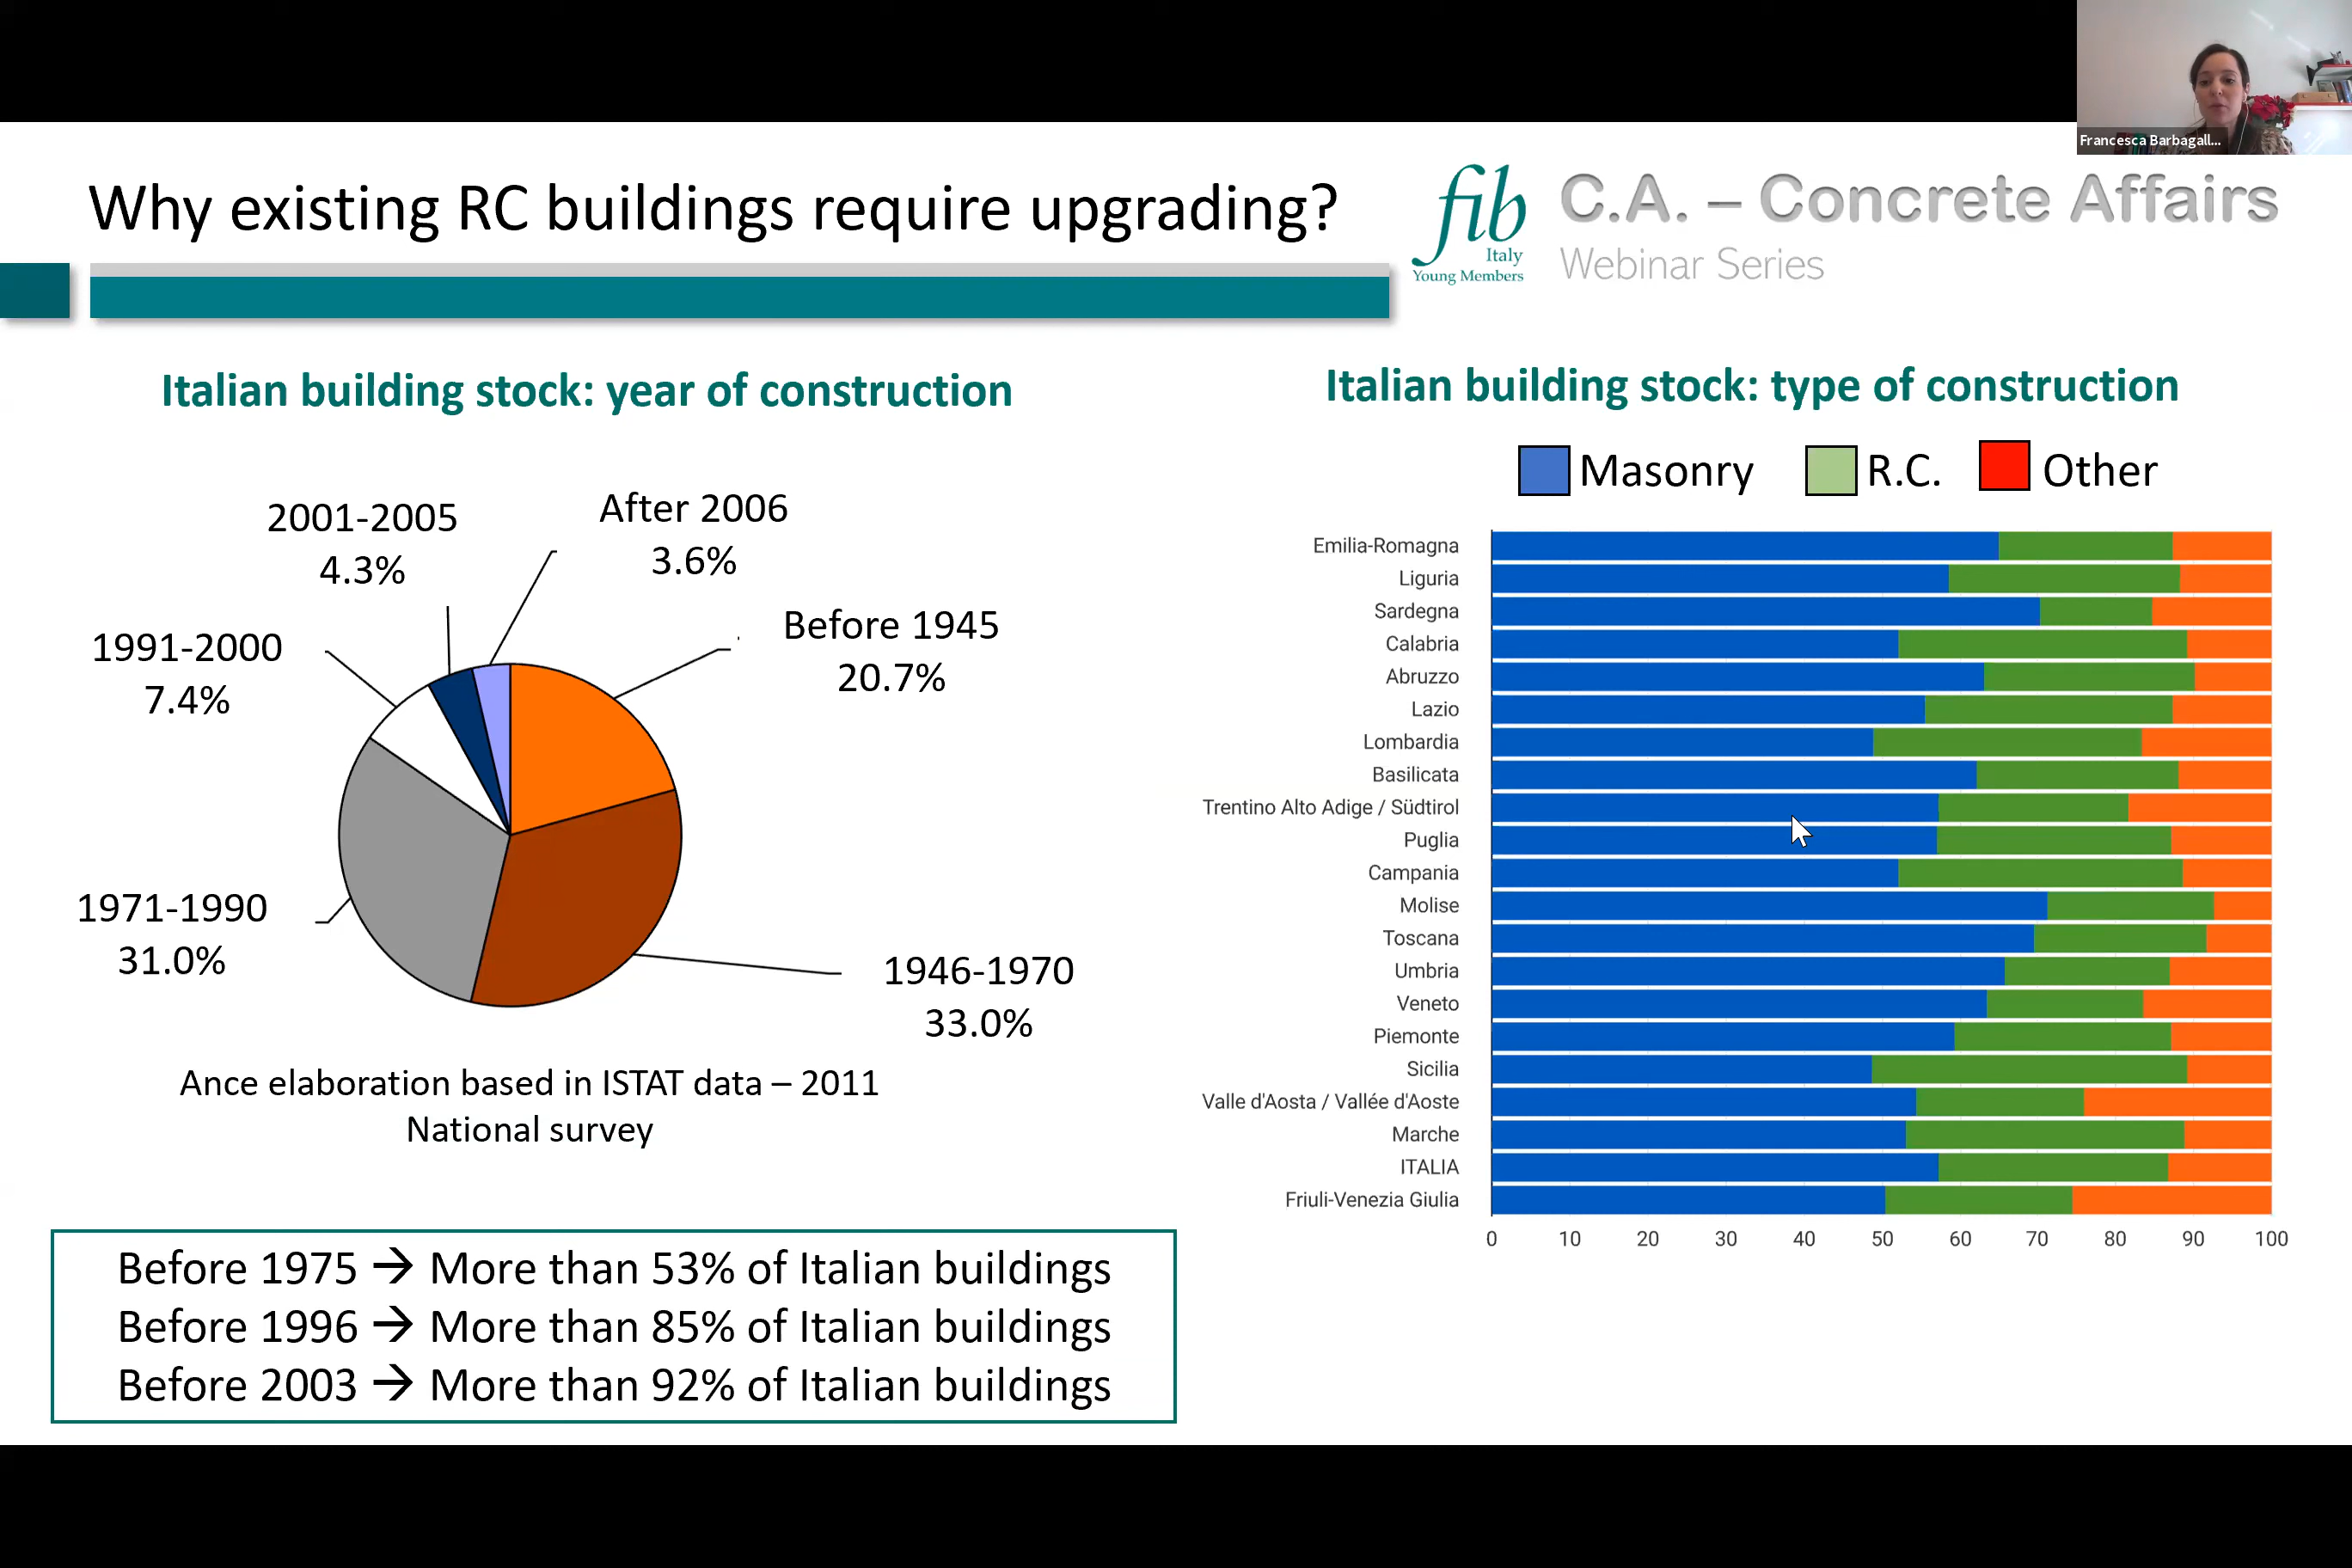 Francesca Barbagall...
Why existing RC buildings require upgrading?
fib
Italy
Young Members
C.A. – Concrete Affairs
Webinar Series
Italian building stock: year of construction
2001-2005
4.3%
After 2006
3.6%
1991-2000
7.4%
Before 1945
20.7%
1971-1990
31.0%
1946-1970
33.0%
Ance elaboration based in ISTAT data – 2011
National survey
Before 1975 → More than 53% of Italian buildings
Before 1996 → More than 85% of Italian buildings
Before 2003 → More than 92% of Italian buildings
Italian building stock: type of construction
Masonry R.C. Other
Emilia-Romagna
Liguria
Sardegna
Calabria
Abruzzo
Lazio
Lombardia
Basilicata
Trentino Alto Adige / Südtirol
Puglia
Campania
Molise
Toscana
Umbria
Veneto
Piemonte
Sicilia
Valle d'Aosta / Vallée d'Aoste
Marche
ITALIA
Friuli-Venezia Giulia
0 10 20 30 40 50 60 70 80 90 100